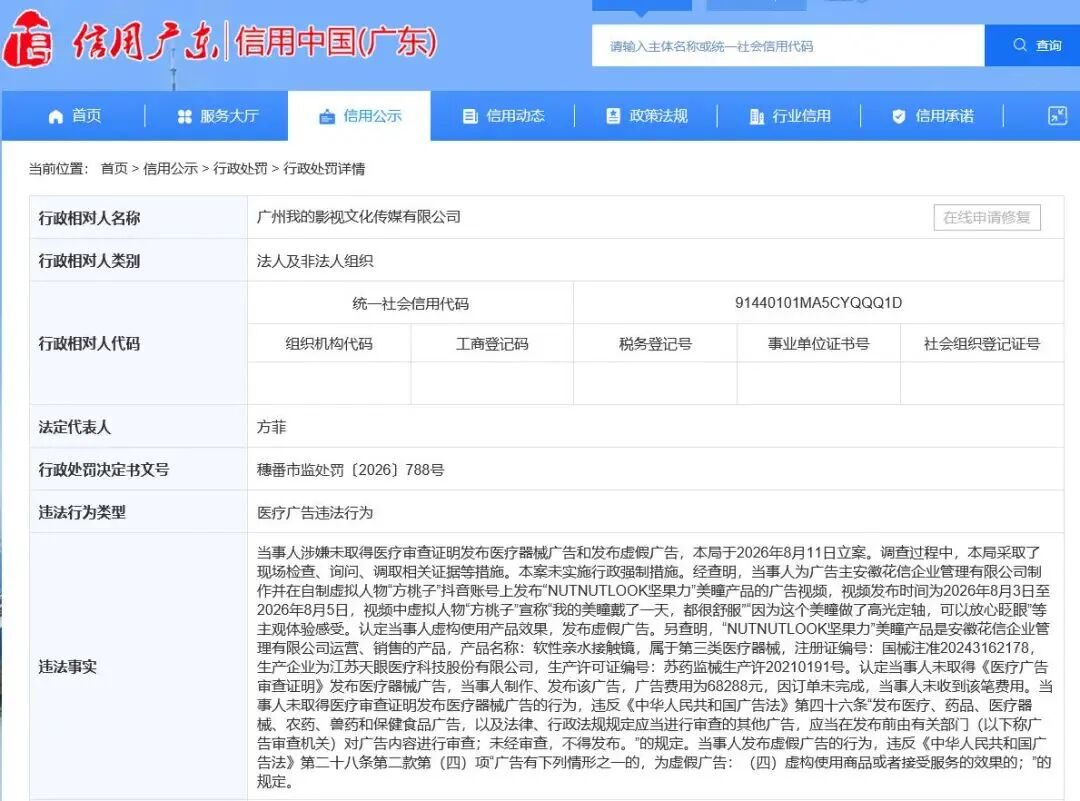 信用广东 信用中国(广东)
请输入主体名称或统一社会信用代码 查询
首页 服务大厅 信用公示 信用动态 政策法规 行业信用 信用承诺
当前位置： 首页 > 信用公示 > 行政处罚 > 行政处罚详情
行政相对人名称 广州我的影视文化传媒有限公司 在线申请修复
行政相对人类别 法人及非法人组织
行政相对人代码 统一社会信用代码 91440101MA5CYQQQ1D
组织机构代码 工商登记码 税务登记号 事业单位证书号 社会组织登记证号
法定代表人 方菲
行政处罚决定书文号 穗番市监处罚〔2026〕788号
违法行为类型 医疗广告违法行为
违法事实
当事人涉嫌未取得医疗审查证明发布医疗器械广告和发布虚假广告，本局于2026年8月11日立案。调查过程中，本局采取了
现场检查、询问、调取相关证据等措施。本案未实施行政强制措施。经查明，当事人为广告主安徽花信企业管理有限公司制
作并在自制虚拟人物“方桃子”抖音账号上发布“NUTNUTLOOK坚果力”美瞳产品的广告视频，视频发布时间为2026年8月3日至
2026年8月5日，视频中虚拟人物“方桃子”宣称“我的美瞳戴了一天，都很舒服”“因为这个美瞳做了高光定轴，可以放心眨眼”等
主观体验感受。认定当事人虚构使用产品效果，发布虚假广告。另查明，“NUTNUTLOOK坚果力”美瞳产品是安徽花信企业管
理有限公司运营、销售的产品，产品名称：软性亲水接触镜，属于第三类医疗器械，注册证编号：国械注准20243162178，
生产企业为江苏天眼医疗科技股份有限公司，生产许可证编号：苏药监械生产许20210191号。认定当事人未取得《医疗广告
审查证明》发布医疗器械广告，当事人制作、发布该广告，广告费用为68288元，因订单未完成，当事人未收到该笔费用。当
事人未取得医疗审查证明发布医疗器械广告的行为，违反《中华人民共和国广告法》第四十六条“发布医疗、药品、医疗器
械、农药、兽药和保健食品广告，以及法律、行政法规规定应当进行审查的其他广告，应当在发布前由有关部门（以下称广
告审查机关）对广告内容进行审查；未经审查，不得发布。”的规定。当事人发布虚假广告的行为，违反《中华人民共和国广
告法》第二十八条第二款第（四）项“广告有下列情形之一的，为虚假广告：（四）虚构使用商品或者接受服务的效果的；”的
规定。